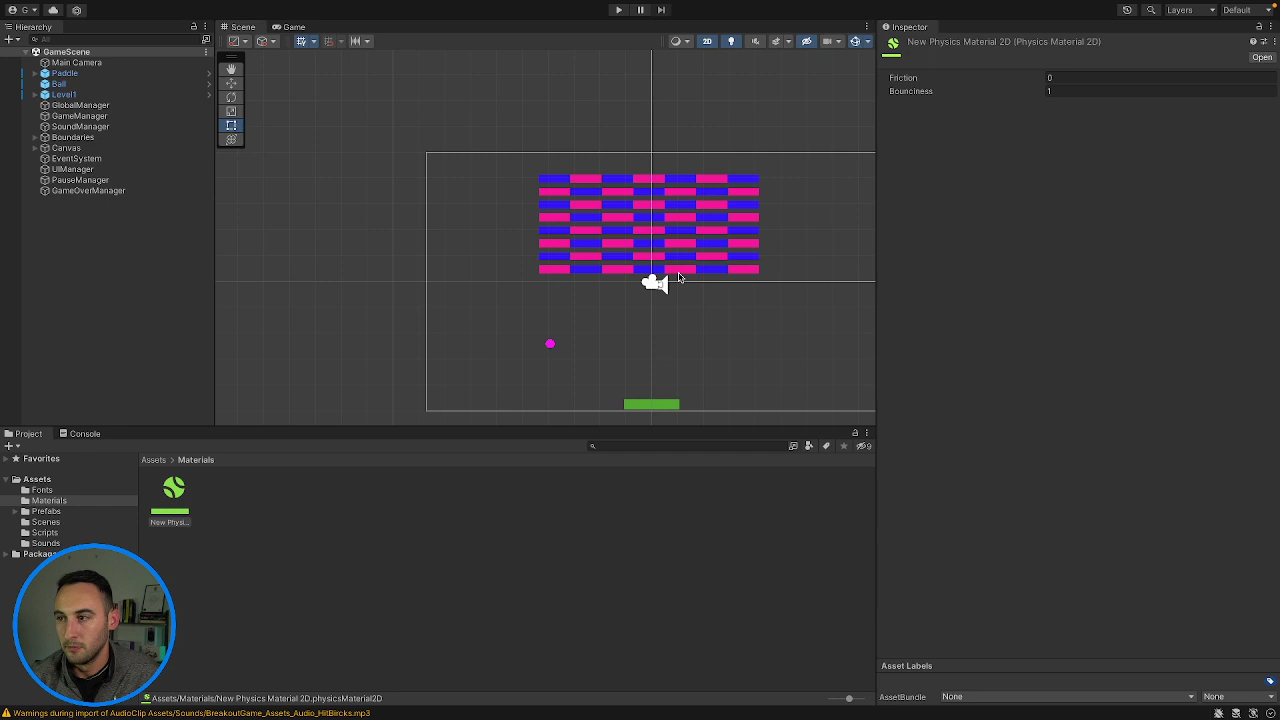 G
Layers
Default
Hierarchy
Scene
Game
Inspector
All
2D
New Physics Material 2D (Physics Material 2D)
Open
GameScene
Main Camera
Paddle
Ball
Level1
GlobalManager
GameManager
SoundManager
Boundaries
Canvas
EventSystem
UIManager
PauseManager
GameOverManager
Friction
0
Bounciness
1
Project
Console
9
Favorites
Assets > Materials
Assets
Fonts
Materials
Prefabs
Scenes
Scripts
Sounds
Packag
New Physi...
Asset Labels
AssetBundle
None
None
Assets/Materials/New Physics Material 2D.physicsMaterial2D
Warnings during import of AudioClip Assets/Sounds/BreakoutGame_Assets_Audio_HitBircks.mp3